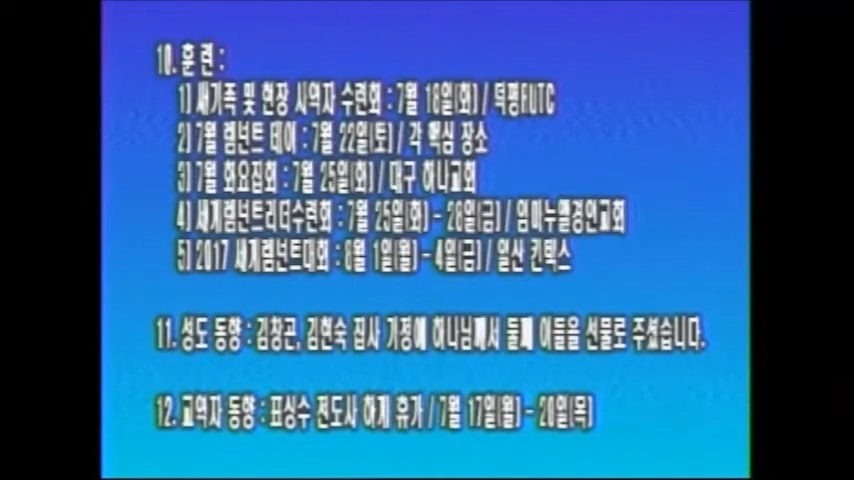 10. 훈 련 :
1) 새가족 및 현장 사역자 수련회 : 7월 18일(화) / 덕평RUTC
2) 7월 렘넌트 데이 : 7월 22일(토) / 각 핵심 장소
3) 7월 화요집회 : 7월 25일(화) / 대구 하나교회
4) 세계렘넌트리더수련회 : 7월 25일(화) - 28일(금) / 임마누엘경인교회
5) 2017 세계렘넌트대회 : 8월 1일(월) - 4일(금) / 일산 킨텍스
11. 성도 동향 : 김창곤, 김현숙 집사 가정에 하나님께서 둘째 아들을 선물로 주셨습니다.
12. 교역자 동향 : 표싱수 전도사 하계 휴가 / 7월 17일(월) - 20일(목)